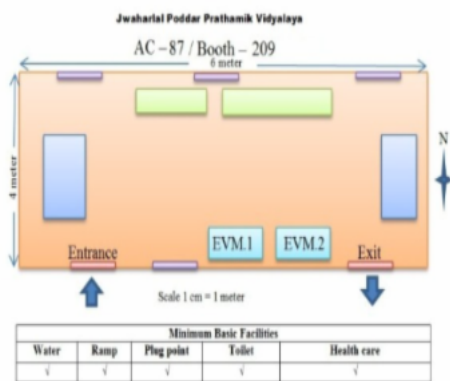 Jwaharlal Poddar Prathamik Vidyalaya
AC – 87 / Booth – 209
6 meter
4 meter
N
EVM.1
EVM.2
Entrance
Exit
Scale 1 cm = 1 meter
Minimum Basic Facilities
Water Ramp Plug point Toilet Health care
√ √ √ √ √